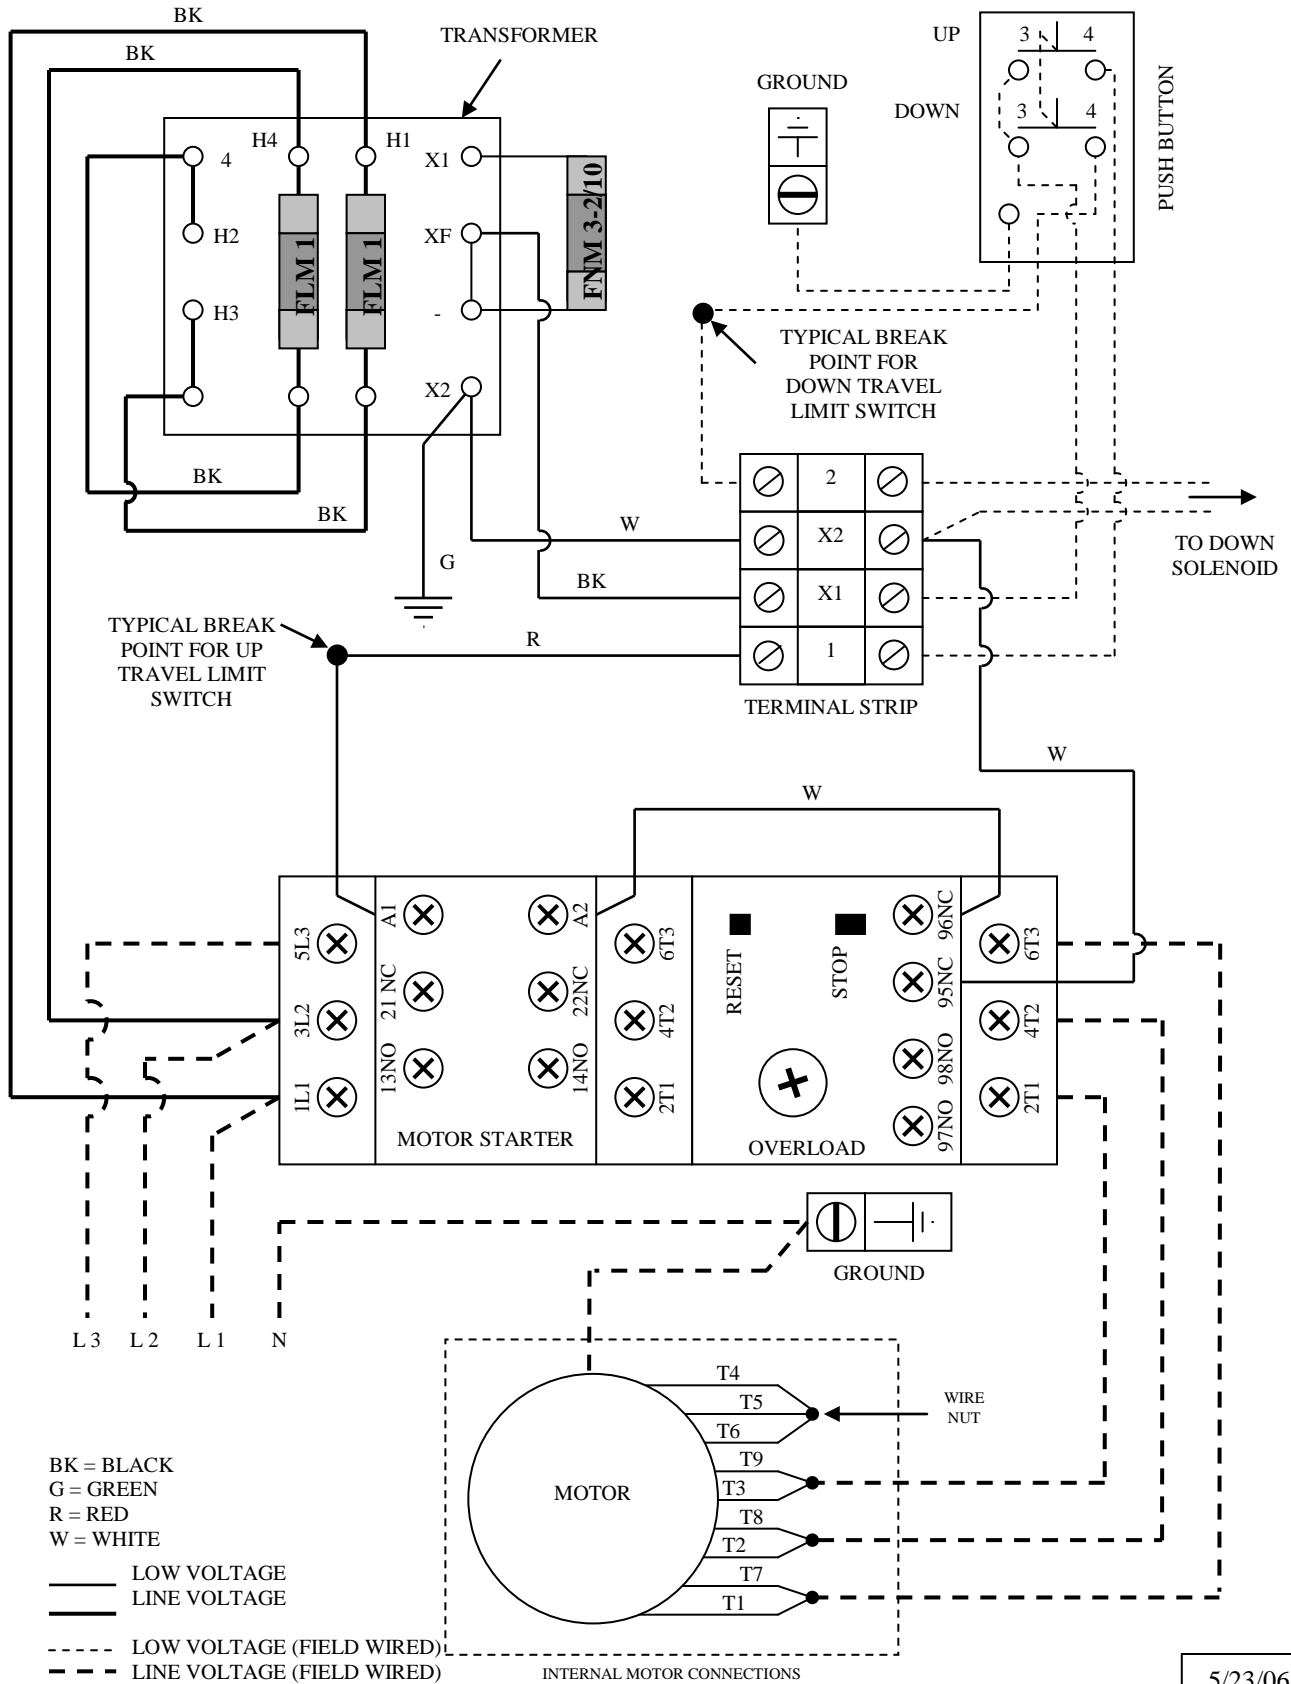 BK
BK
TRANSFORMER
GROUND
UP
3
4
DOWN
3
4
PUSH BUTTON
4
H4
H1
X1
H2
XF
H3
-
X2
FLM 1
FLM 1
FNM 3-2/10
TYPICAL BREAK
POINT FOR
DOWN TRAVEL
LIMIT SWITCH
BK
BK
G
W
BK
R
2
X2
X1
1
TERMINAL STRIP
TO DOWN
SOLENOID
TYPICAL BREAK
POINT FOR UP
TRAVEL LIMIT
SWITCH
W
W
5L3
3L2
1L1
A1
21 NC
13NO
A2
22NC
14NO
MOTOR STARTER
6T3
4T2
2T1
RESET
STOP
OVERLOAD
96NC
95NC
98NO
97NO
6T3
4T2
2T1
GROUND
L 3
L 2
L 1
N
T4
T5
T6
T9
T3
T8
T2
T7
T1
WIRE
NUT
MOTOR
BK = BLACK
G = GREEN
R = RED
W = WHITE
LOW VOLTAGE
LINE VOLTAGE
LOW VOLTAGE (FIELD WIRED)
LINE VOLTAGE (FIELD WIRED)
INTERNAL MOTOR CONNECTIONS
5/23/06